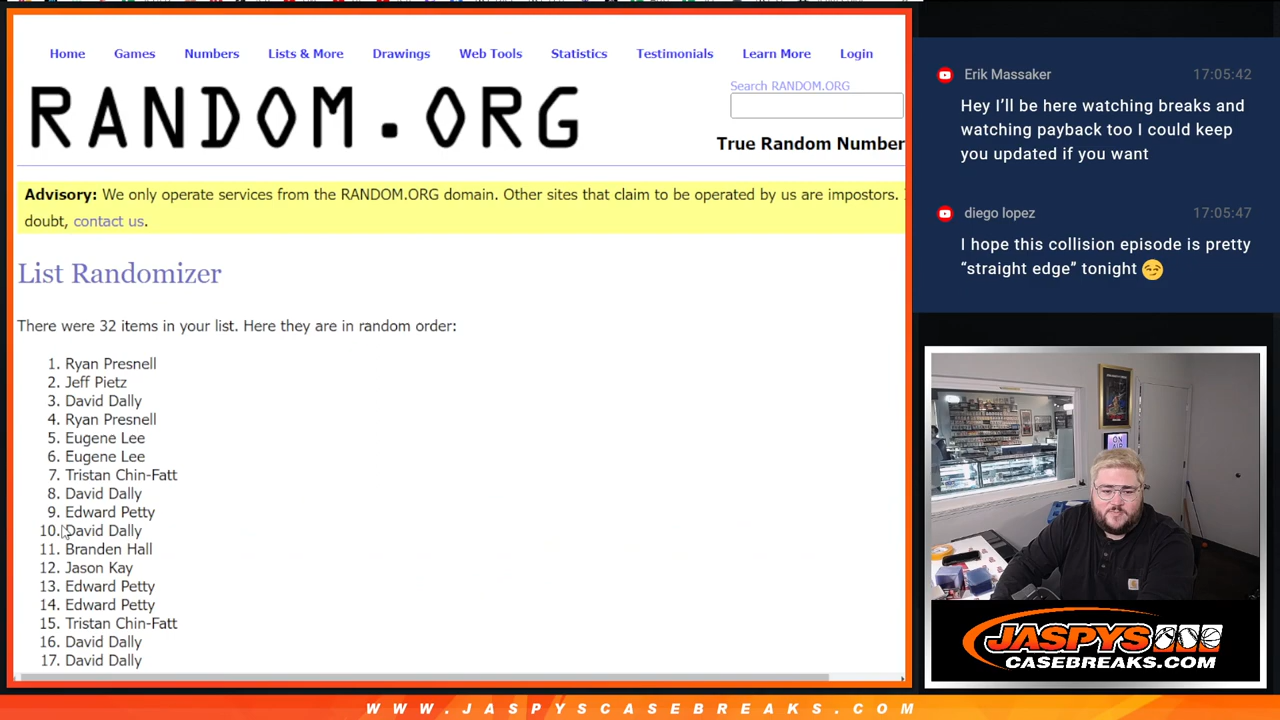 Home Games Numbers Lists & More Drawings Web Tools Statistics Testimonials Learn More Login
RANDOM.ORG
Search RANDOM.ORG
True Random Number
Advisory: We only operate services from the RANDOM.ORG domain. Other sites that claim to be operated by us are impostors.
doubt, contact us.
List Randomizer
There were 32 items in your list. Here they are in random order:
1. Ryan Presnell
2. Jeff Pietz
3. David Dally
4. Ryan Presnell
5. Eugene Lee
6. Eugene Lee
7. Tristan Chin-Fatt
8. David Dally
9. Edward Petty
10. David Dally
11. Branden Hall
12. Jason Kay
13. Edward Petty
14. Edward Petty
15. Tristan Chin-Fatt
16. David Dally
17. David Dally
Erik Massaker 17:05:42
Hey I’ll be here watching breaks and
watching payback too I could keep
you updated if you want
diego lopez 17:05:47
I hope this collision episode is pretty
“straight edge” tonight 😏
ON
AIR
JASPYS
CASEBREAKS.COM
WWW.JASPYSCASEBREAKS.COM